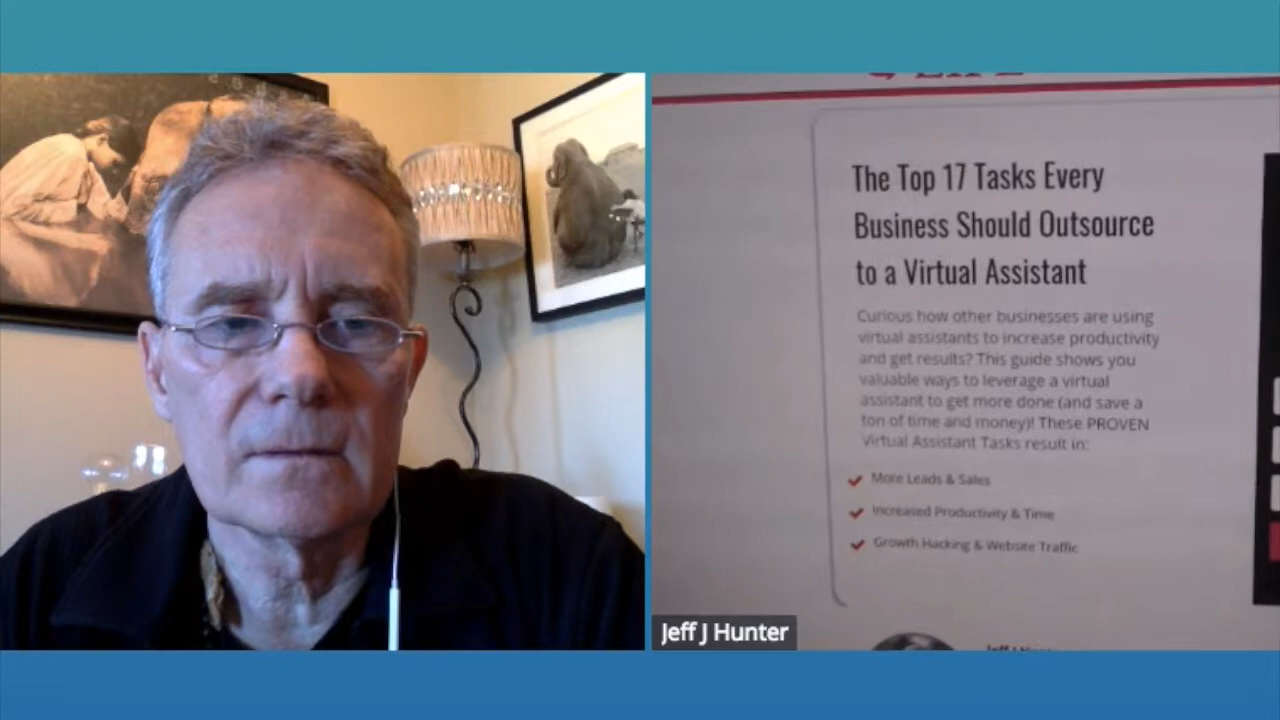 The Top 17 Tasks Every
Business Should Outsource
to a Virtual Assistant
Curious how other businesses are using
virtual assistants to increase productivity
and get results? This guide shows you
valuable ways to leverage a virtual
assistant to get more done (and save a
ton of time and money)! These PROVEN
Virtual Assistant Tasks result in:
More Leads & Sales
Increased Productivity & Time
Growth Hacking & Website Traffic
Jeff J Hunter